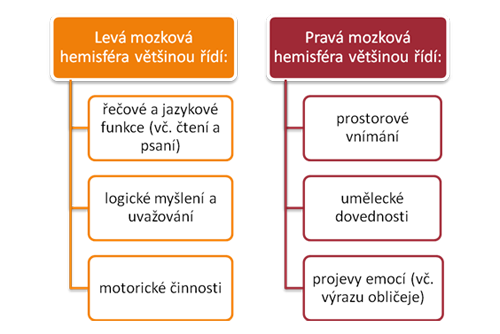 Levá mozková
hemisféra většinou řídí:
řečové a jazykové
funkce (vč. čtení a
psaní)
logické myšlení a
uvažování
motorické činnosti
Pravá mozková
hemisféra většinou řídí:
prostorové
vnímání
umělecké
dovednosti
projevy emocí (vč.
výrazu obličeje)